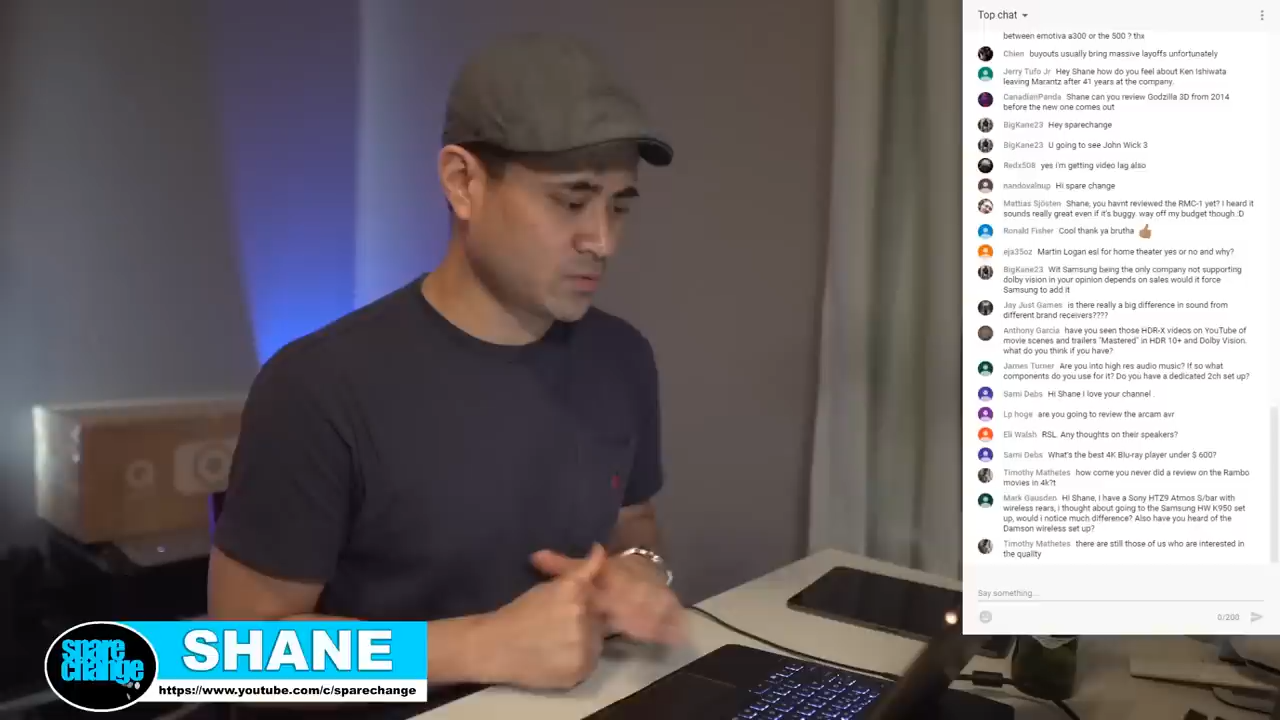 Top chat
between emotiva a300 or the 500 ? thx
Chien buyouts usually bring massive layoffs unfortunately
Jerry Tufo Jr Hey Shane how do you feel about Ken Ishiwata
leaving Marantz after 41 years at the company.
CanadienPanda Shane can you review Godzilla 3D from 2014
before the new one comes out
BigKane23 Hey sparechange
BigKane23 U going to see John Wick 3
Redx508 yes i'm getting video lag also
nandovalnup Hi spare change
Mattias Sjösten Shane, you havnt reviewed the RMC-1 yet? I heard it
sounds really great even if it's buggy. way off my budget though :D
Ronald Fisher Cool thank ya brutha
ejx35oz Martin Logan esl for home theater yes or no and why?
BigKane23 Wit Samsung being the only company not supporting
dolby vision in your opinion depends on sales would it force
Samsung to add it
Jay Just Games is there really a big difference in sound from
different brand receivers????
Anthony Garcia have you seen those HDR-X videos on YouTube of
movie scenes and trailers "Mastered" in HDR 10+ and Dolby Vision.
what do you think if you have?
James Turner Are you into high res audio music? If so what
components do you use for it? Do you have a dedicated 2ch set up?
Sami Debs Hi Shane I love your channel .
Lp hoge are you going to review the arcam avr
Eli Walsh RSL. Any thoughts on their speakers?
Sami Debs What's the best 4K Blu-ray player under $ 600?
Timothy Mathetes how come you never did a review on the Rambo
movies in 4k?t
Mark Gausden HI Shane, I have a Sony HTZ9 Atmos S/bar with
wireless rears, i thought about going to the Samsung HW K950 set
up, would i notice much difference? Also have you heard of the
Damson wireless set up?
Timothy Mathetes there are still those of us who are interested in
the quality
Say something...
0/200
spare
change
SHANE
https://www.youtube.com/c/sparechange